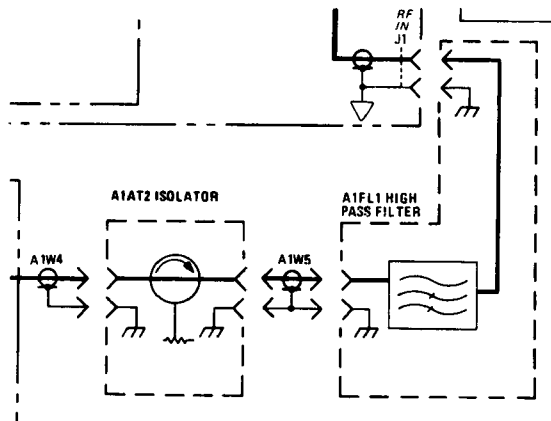 RF
IN
J1
A1AT2 ISOLATOR
A1FL1 HIGH
PASS FILTER
A1W4
A1W5